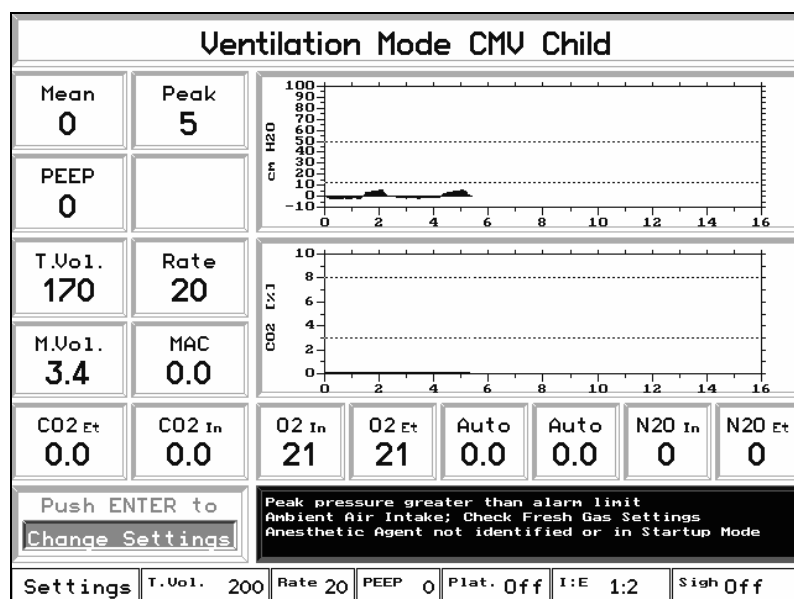 Ventilation Mode CMV Child
Mean
0
Peak
5
PEEP
0
T.Vol.
170
Rate
20
M.Vol.
3.4
MAC
0.0
cm H2O
100
90
80
70
60
50
40
30
20
10
0
-10
0 2 4 6 8 10 12 14 16
CO2 [%]
10
8
6
4
2
0
0 2 4 6 8 10 12 14 16
CO2 Et
0.0
CO2 In
0.0
O2 In
21
O2 Et
21
Auto
0.0
Auto
0.0
N2O In
0
N2O Et
0
Push ENTER to
Change Settings
Peak pressure greater than alarm limit
Ambient Air Intake; Check Fresh Gas Settings
Anesthetic Agent not identified or in Startup Mode
Settings T.Vol. 200 Rate 20 PEEP 0 Plat. Off I:E 1:2 Sigh Off